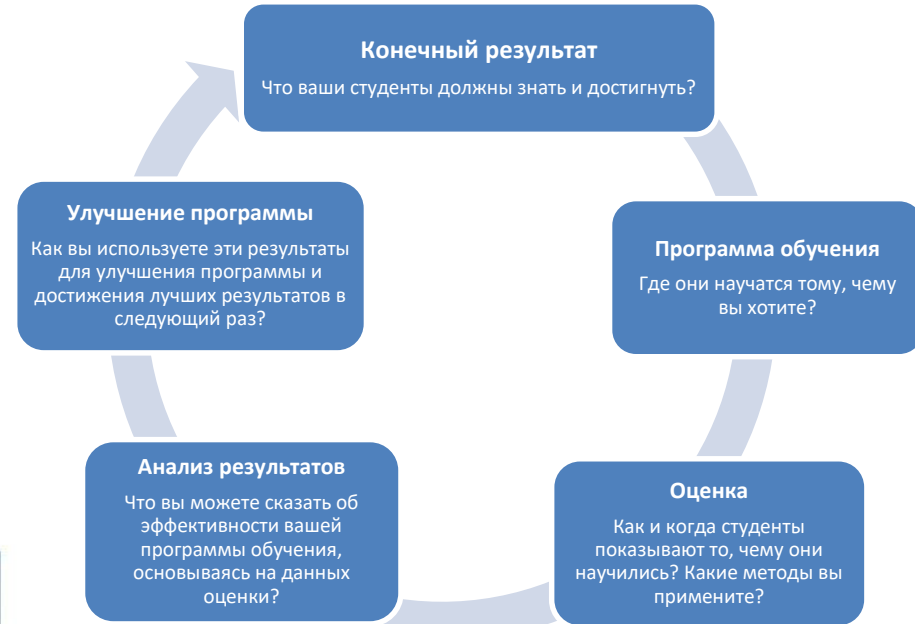 Конечный результат
Что ваши студенты должны знать и достигнуть?
Программа обучения
Где они научатся тому, чему
вы хотите?
Оценка
Как и когда студенты
показывают то, чему они
научились? Какие методы вы
примените?
Анализ результатов
Что вы можете сказать об
эффективности вашей
программы обучения,
основываясь на данных
оценки?
Улучшение программы
Как вы используете эти результаты
для улучшения программы и
достижения лучших результатов в
следующий раз?